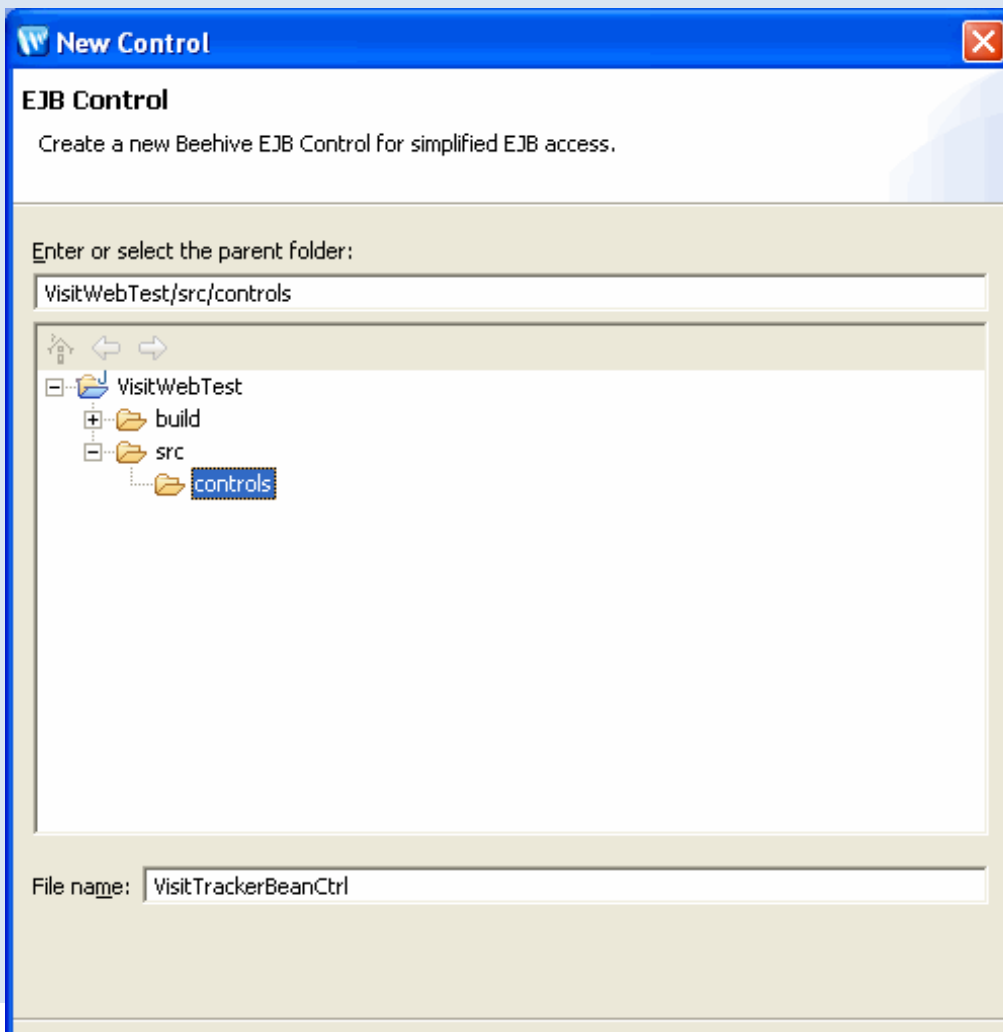 New Control
EJB Control
Create a new Beehive EJB Control for simplified EJB access.
Enter or select the parent folder:
VisitWebTest/src/controls
VisitWebTest
build
src
controls
File name: VisitTrackerBeanCtrl